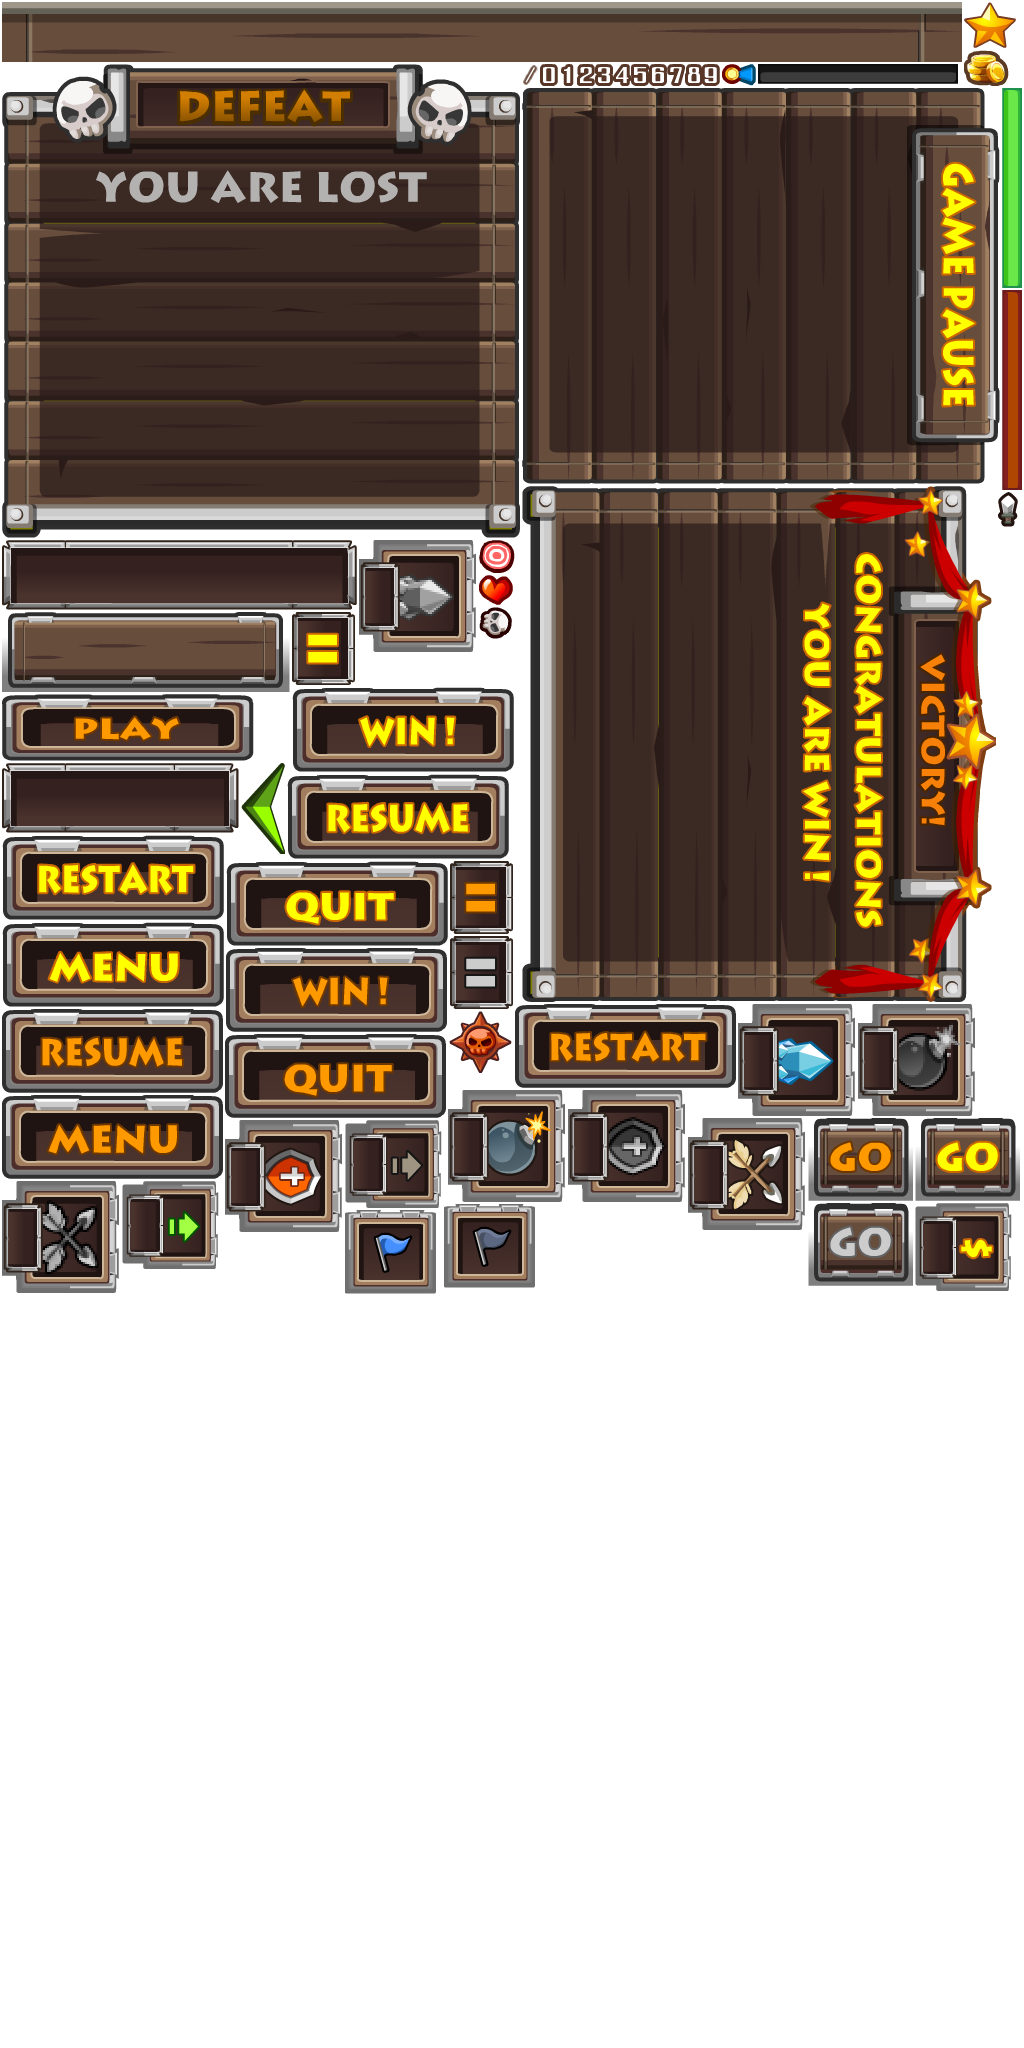 /0123456789
DEFEAT
YOU ARE LOST
GAME PAUSE
VICTORY!
CONGRATULATIONS
YOU ARE WIN!
PLAY
WIN!
RESUME
RESTART
QUIT
MENU
WIN!
RESUME
RESTART
QUIT
MENU
GO
GO
GO
$